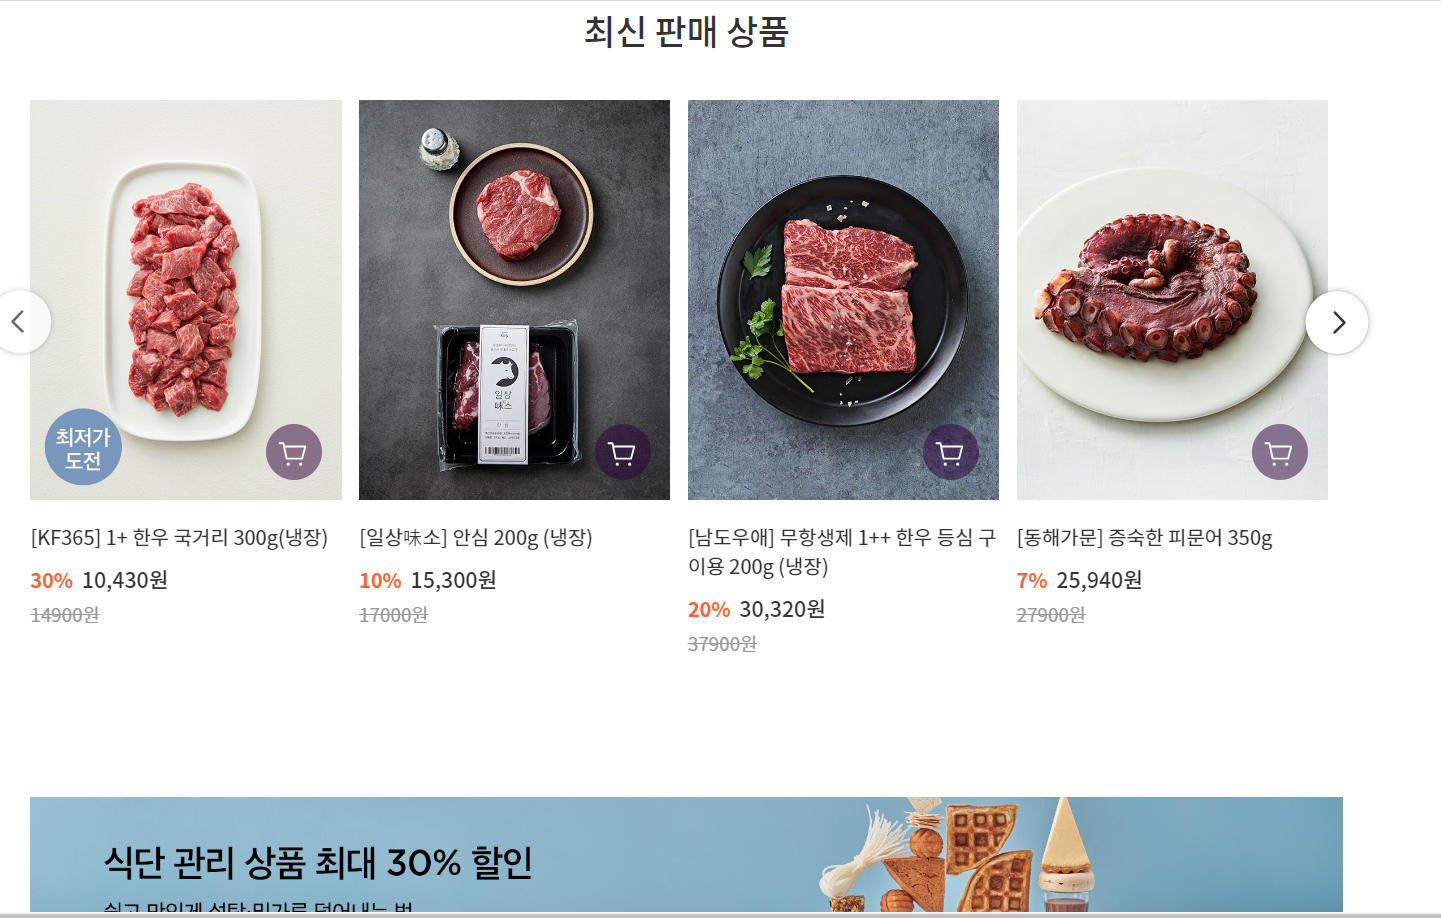 최신 판매 상품
일상
味소
최저가
도전
[KF365] 1+ 한우 국거리 300g(냉장)
30% 10,430원
14900원
[일상味소] 안심 200g (냉장)
10% 15,300원
17000원
[남도우애] 무항생제 1++ 한우 등심 구
이용 200g (냉장)
20% 30,320원
37900원
[동해가문] 증숙한 피문어 350g
7% 25,940원
27900원
식단 관리 상품 최대 30% 할인